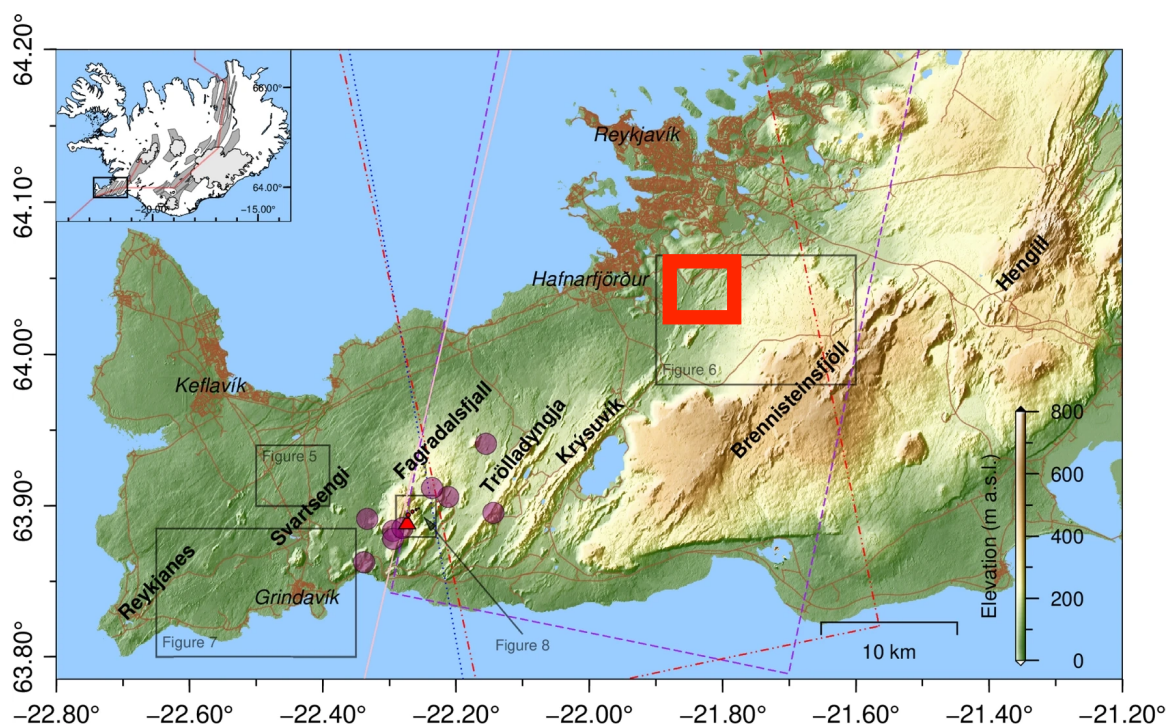 64.20°
64.10°
64.00°
63.90°
63.80°
66.00°
64.00°
−20.00°
−15.00°
Reykjavík
Hafnarfjörður
Hengill
Keflavík
Figure 6
Brennisteinsfjöll
Fagradalsfjall
Krysuvík
Trölladyngja
Figure 5
Svartsengi
Reykjanes
Grindavík
Figure 7
Figure 8
800
600
400
200
0
Elevation (m a.s.l.)
10 km
−22.80° −22.60° −22.40° −22.20° −22.00° −21.80° −21.60° −21.40° −21.20°